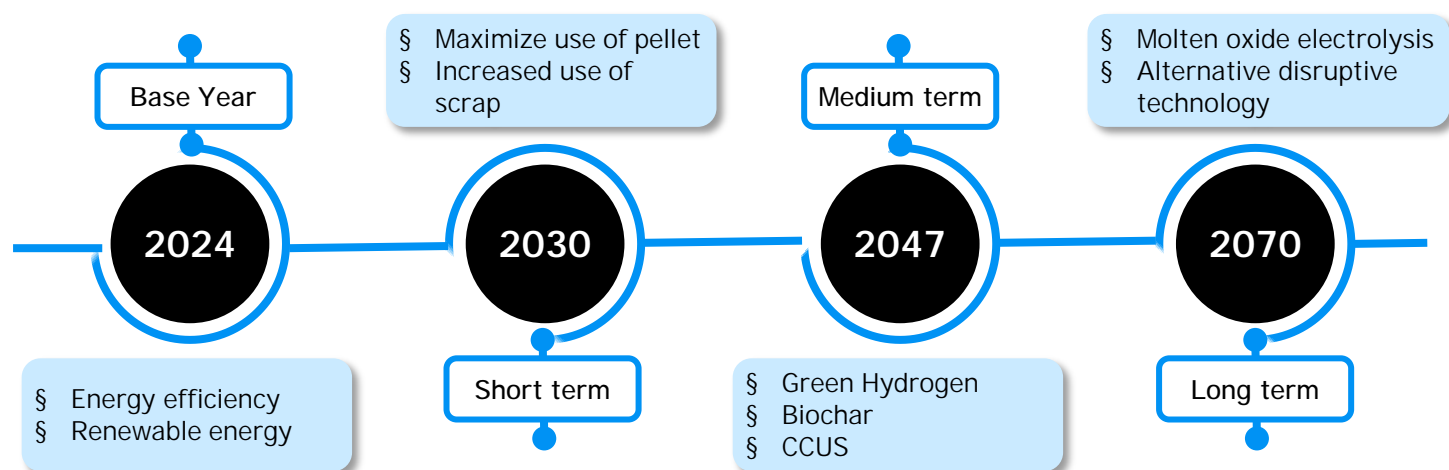 Base Year
2024
§ Energy efficiency
§ Renewable energy
§ Maximize use of pellet
§ Increased use of
scrap
2030
Short term
Medium term
2047
§ Green Hydrogen
§ Biochar
§ CCUS
§ Molten oxide electrolysis
§ Alternative disruptive
technology
2070
Long term